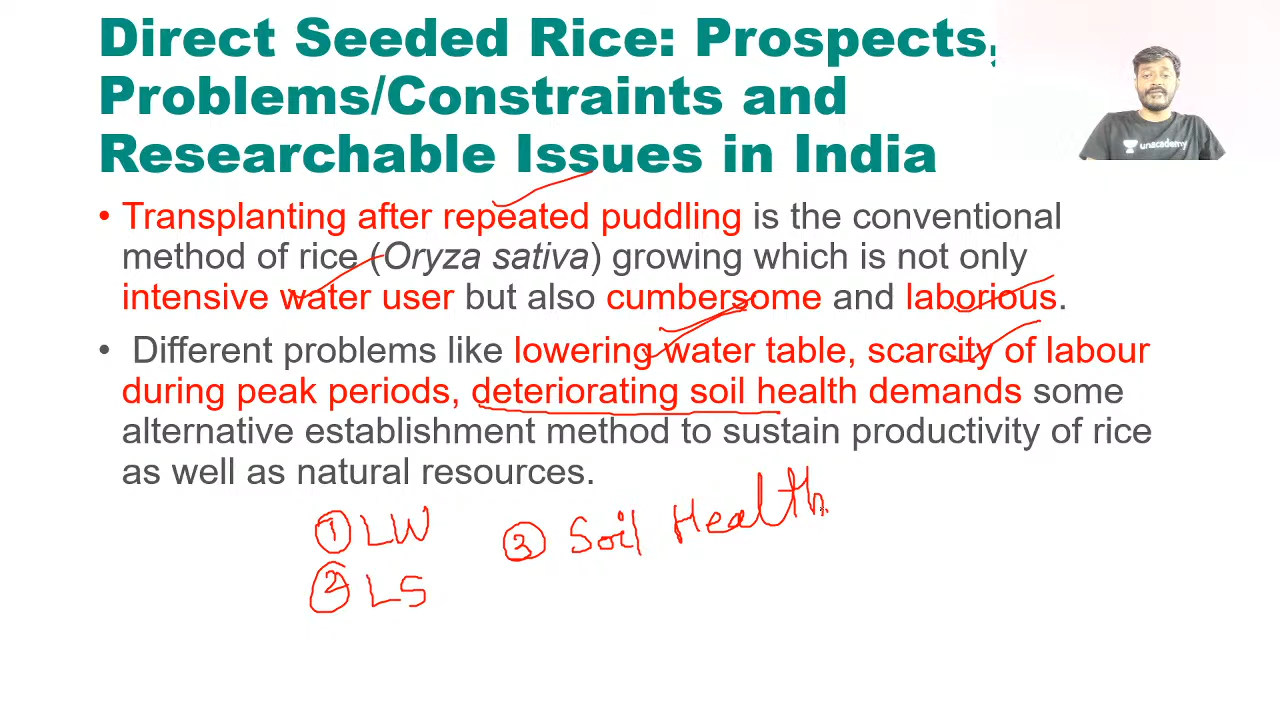 Direct Seeded Rice: Prospects,
Problems/Constraints and
Researchable Issues in India
unacademy
• Transplanting after repeated puddling is the conventional
method of rice (Oryza sativa) growing which is not only
intensive water user but also cumbersome and laborious.
• Different problems like lowering water table, scarcity of labour
during peak periods, deteriorating soil health demands some
alternative establishment method to sustain productivity of rice
as well as natural resources.
① LW
② LS
③ Soil Health